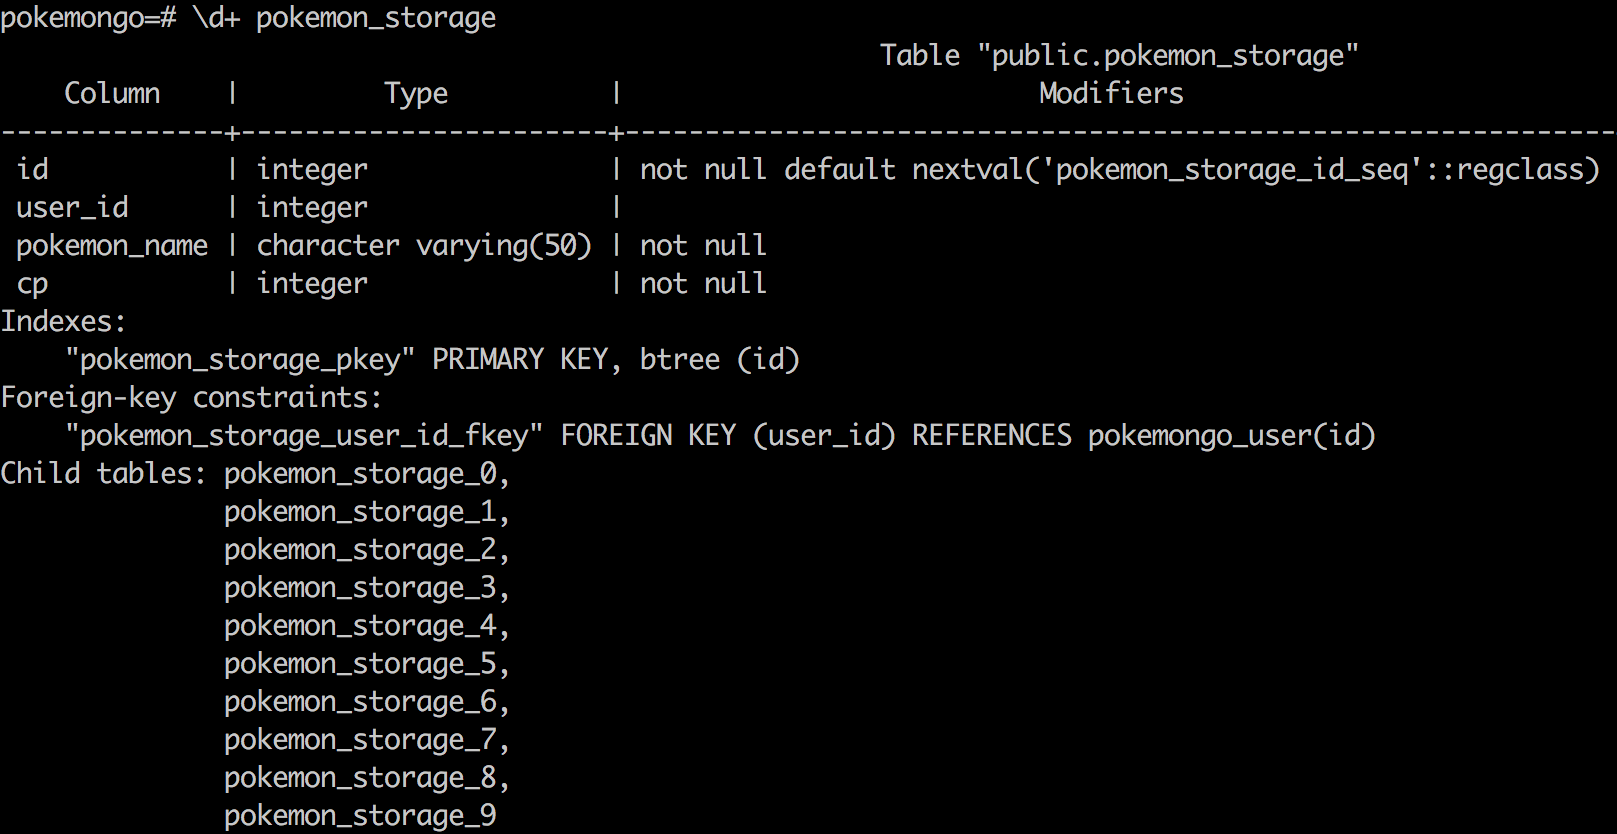 pokemongo=# \d+ pokemon_storage
Table "public.pokemon_storage"
Column | Type | Modifiers
--------------+-----------------------+--------------------------------------------------------------
id | integer | not null default nextval('pokemon_storage_id_seq'::regclass)
user_id | integer |
pokemon_name | character varying(50) | not null
cp | integer | not null
Indexes:
"pokemon_storage_pkey" PRIMARY KEY, btree (id)
Foreign-key constraints:
"pokemon_storage_user_id_fkey" FOREIGN KEY (user_id) REFERENCES pokemongo_user(id)
Child tables: pokemon_storage_0,
pokemon_storage_1,
pokemon_storage_2,
pokemon_storage_3,
pokemon_storage_4,
pokemon_storage_5,
pokemon_storage_6,
pokemon_storage_7,
pokemon_storage_8,
pokemon_storage_9